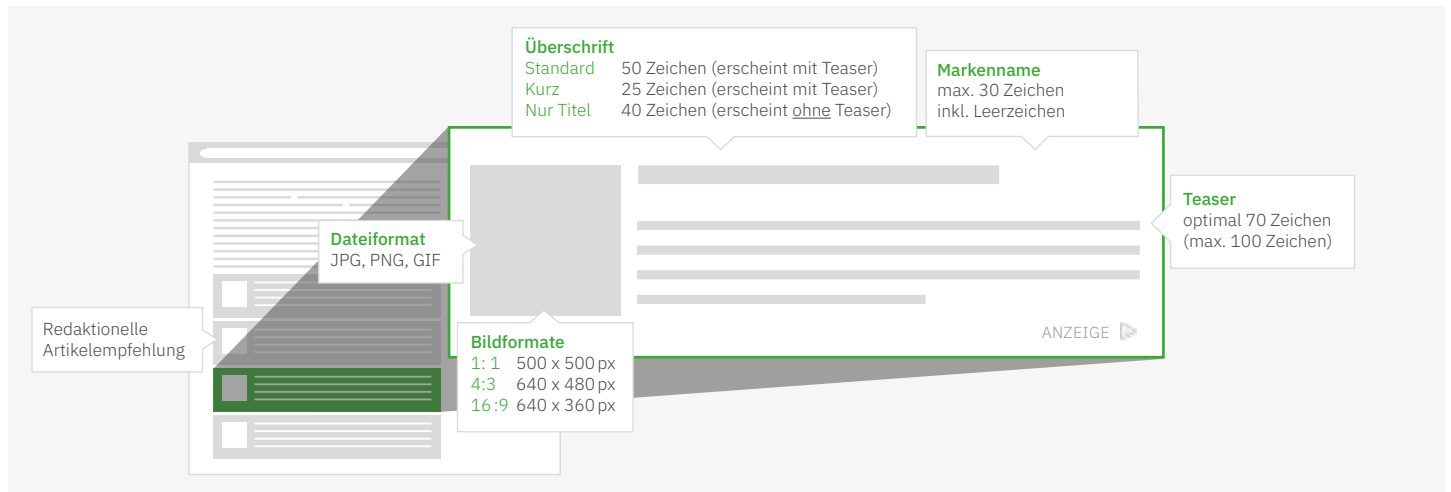 Überschrift
Standard 50 Zeichen (erscheint mit Teaser)
Kurz 25 Zeichen (erscheint mit Teaser)
Nur Titel 40 Zeichen (erscheint ohne Teaser)
Markenname
max. 30 Zeichen
inkl. Leerzeichen
Teaser
optimal 70 Zeichen
(max. 100 Zeichen)
Dateiformat
JPG, PNG, GIF
Redaktionelle
Artikelempfehlung
Bildformate
1:1 500 x 500 px
4:3 640 x 480 px
16:9 640 x 360 px
ANZEIGE